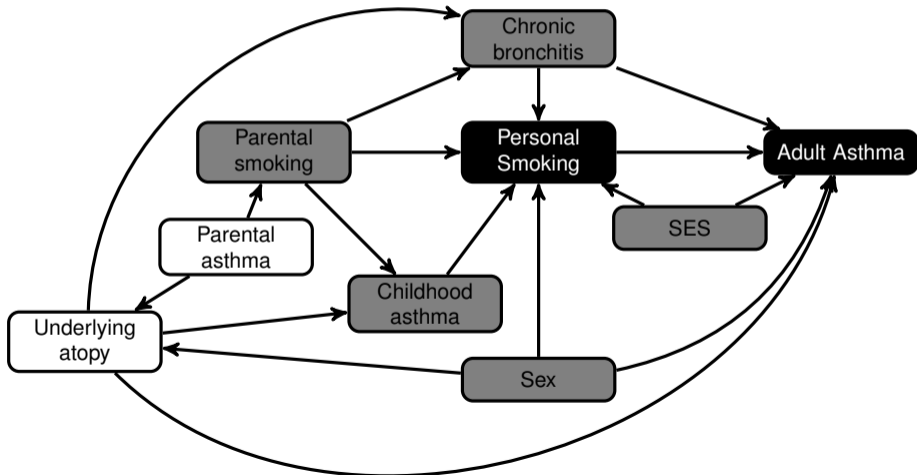 Chronic
bronchitis
Parental
smoking
Personal
Smoking
Adult Asthma
SES
Parental
asthma
Childhood
asthma
Underlying
atopy
Sex